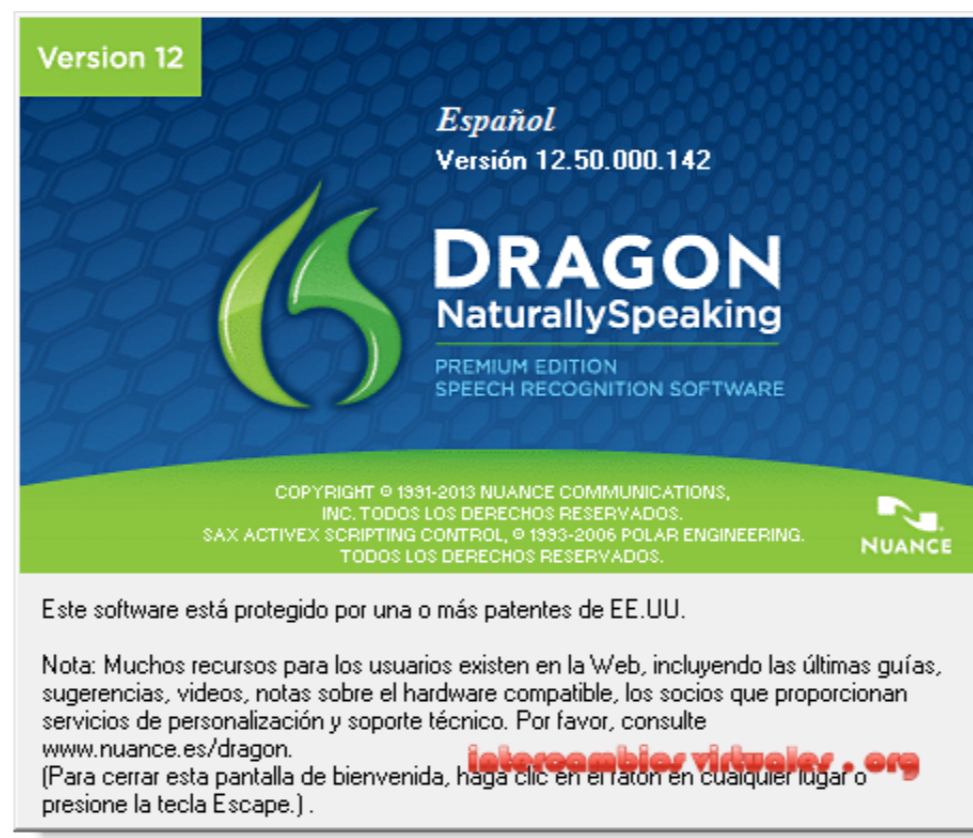 Version 12
Español
Versión 12.50.000.142
DRAGON
NaturallySpeaking
PREMIUM EDITION
SPEECH RECOGNITION SOFTWARE
COPYRIGHT © 1991-2013 NUANCE COMMUNICATIONS,
INC. TODOS LOS DERECHOS RESERVADOS.
SAX ACTIVEX SCRIPTING CONTROL, © 1993-2006 POLAR ENGINEERING.
TODOS LOS DERECHOS RESERVADOS.
NUANCE
Este software está protegido por una o más patentes de EE.UU.
Nota: Muchos recursos para los usuarios existen en la Web, incluyendo las últimas guías,
sugerencias, videos, notas sobre el hardware compatible, los socios que proporcionan
servicios de personalización y soporte técnico. Por favor, consulte
www.nuance.es/dragon.
intercambios virtuales . org
(Para cerrar esta pantalla de bienvenida, haga clic en el ratón en cualquier lugar o
presione la tecla Escape.) .